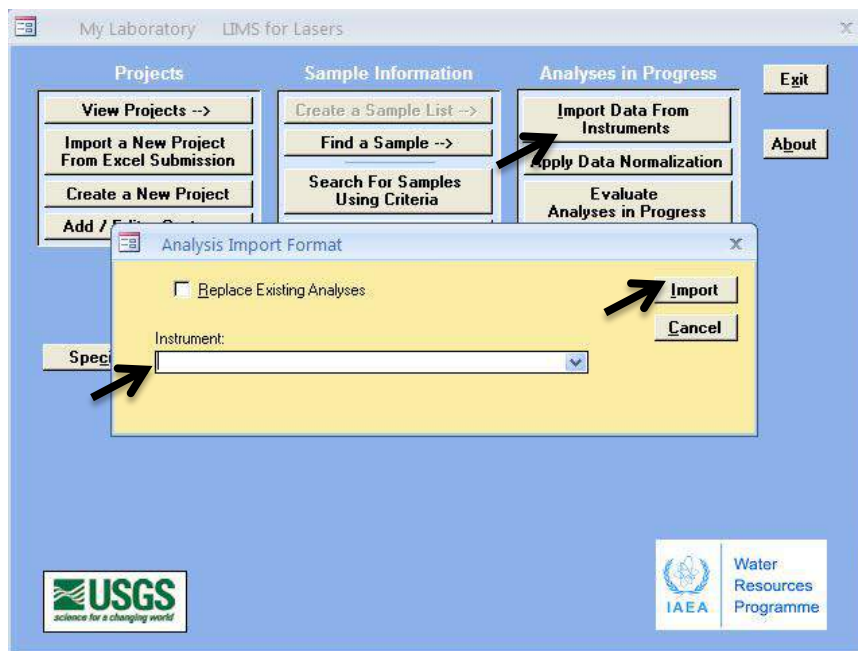 My Laboratory LIMS for Lasers
Projects
View Projects -->
Import a New Project
From Excel Submission
Create a New Project
Add /
Sample Information
Create a Sample List -->
Find a Sample -->
Search For Samples
Using Criteria
Analyses in Progress
Import Data From
Instruments
Apply Data Normalization
Evaluate
Analyses in Progress
Exit
About
Analysis Import Format
Replace Existing Analyses
Import
Cancel
Instrument:
Speci
USGS
science for a changing world
IAEA
Water
Resources
Programme